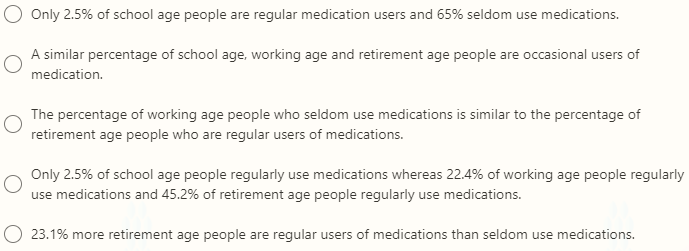 Only 2.5% of school age people are regular medication users and 65% seldom use medications.
A similar percentage of school age, working age and retirement age people are occasional users of
medication.
The percentage of working age people who seldom use medications is similar to the percentage of
retirement age people who are regular users of medications.
Only 2.5% of school age people regularly use medications whereas 22.4% of working age people regularly
use medications and 45.2% of retirement age people regularly use medications.
23.1% more retirement age people are regular users of medications than seldom use medications.